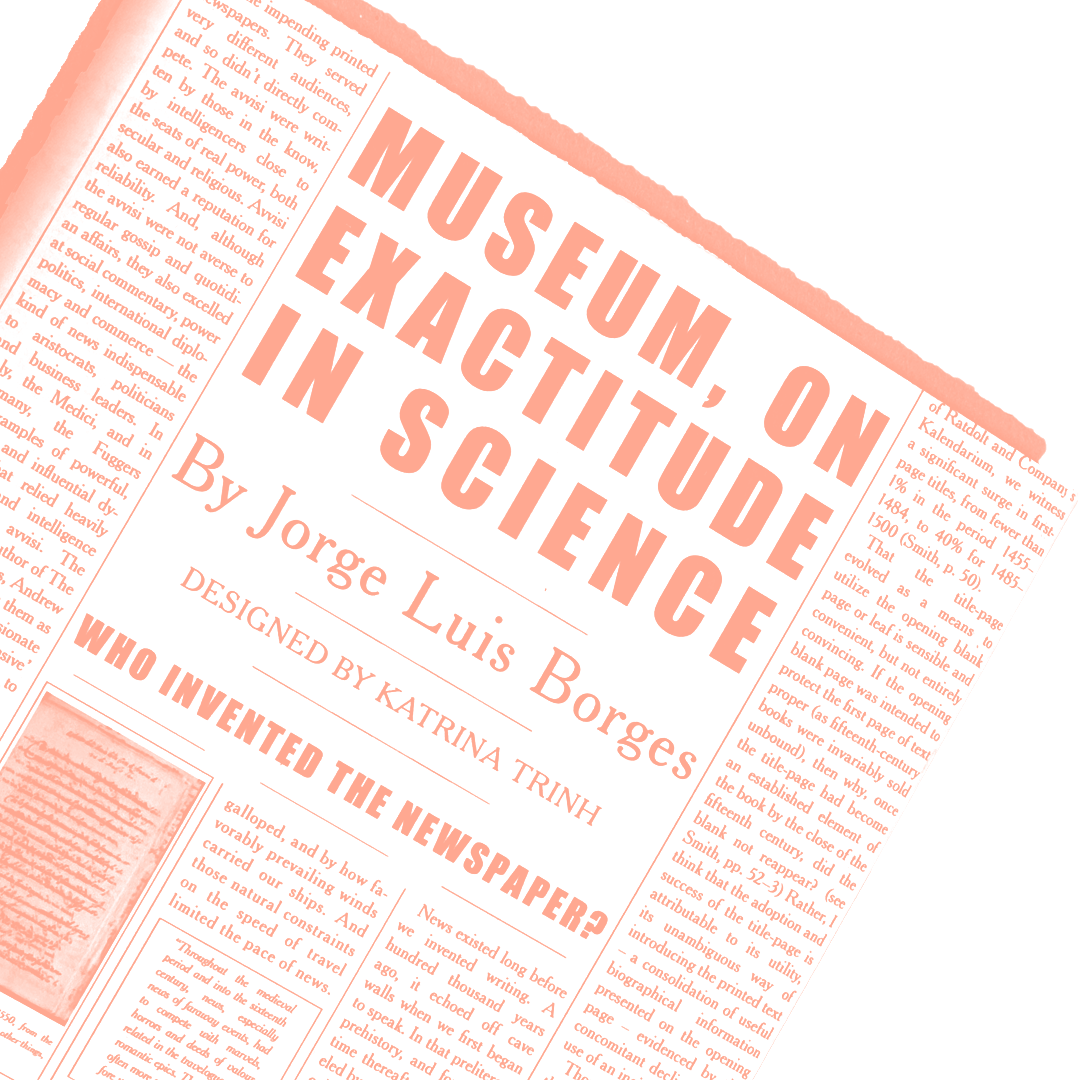 the impending printed
newspapers. They served
very different audiences,
and so didn't directly com-
pete. The avvisi were writ-
ten by those in the know,
by intelligencers close to
the seats of real power, both
secular and religious. Avvisi
also earned a reputation for
reliability. And, although
the avvisi were not averse to
regular gossip and quotidi-
an affairs, they also excelled
at social commentary, power
politics, international diplo-
macy and commerce — the
kind of news indispensable
to aristocrats, politicians
and business leaders. In
the Medici, and in
the Fuggers
of powerful,
and influential dy-
that relied heavily
and intelligence
avvisi. The
author of The
Andrew
them as
to
MUSEUM, ON
EXACTITUDE
IN SCIENCE
By Jorge Luis Borges
DESIGNED BY KATRINA TRINH
WHO INVENTED THE NEWSPAPER?
1550, from the
other things.
galloped, and by how fa-
vorably prevailing winds
carried our ships. And
those natural constraints
on the speed of travel
limited the pace of news.
"Throughout the medieval
period and into the sixteenth
century, news, especially
news of faraway events, had
to compete with marvels,
horrors and deeds of valour
related in the travelogues
romantic epics.
often more
News existed long before
we invented writing. A
hundred thousand years
ago, it echoed off cave
walls when we first began
to speak. In that preliterate
prehistory, and
time
of Ratdolt and Company's
Kalendarium, we witness
a significant surge in first
page titles, from fewer than
1% in the period 1455–
1484, to 40% for 1485–
1500 (Smith, p. 50).
That the title-page
evolved as a means to
utilize the opening blank
page or leaf is sensible and
convenient, but not entirely
convincing. If the opening
blank page was intended to
protect the first page of text
proper (as fifteenth-century
books were invariably sold
unbound), then why, once
the title-page had become
an established element of
the book by the close of the
fifteenth century, did the
blank not reappear? (see
Smith, pp. 52–3) Rather, I
think that the adoption and
success of the title-page is
attributable to its utility,
its unambiguous way of
introducing the printed text
– a consolidation of useful
biographical information
presented on the opening
page – evidenced by the
concomitant
use of an